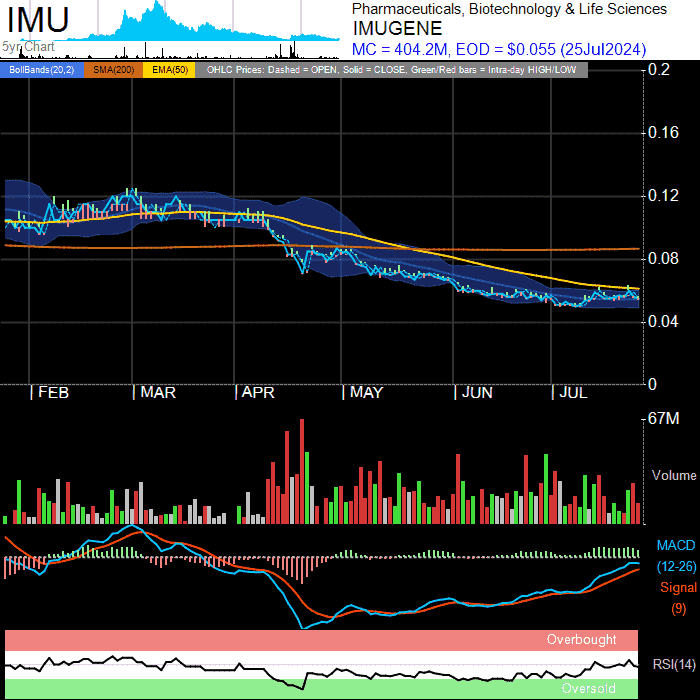 IMU
5yr Chart
Pharmaceuticals, Biotechnology & Life Sciences
IMUGENE
MC = 404.2M, EOD = $0.055 (25Jul2024)
BollBands(20,2) SMA(200) EMA(50) OHLC Prices: Dashed = OPEN, Solid = CLOSE, Green/Red bars = Intra-day HIGH/LOW
0.2
0.16
0.12
0.08
0.04
0
| FEB | MAR | APR | MAY | JUN | JUL
67M
Volume
MACD
(12-26)
Signal
(9)
Overbought
RSI(14)
Oversold